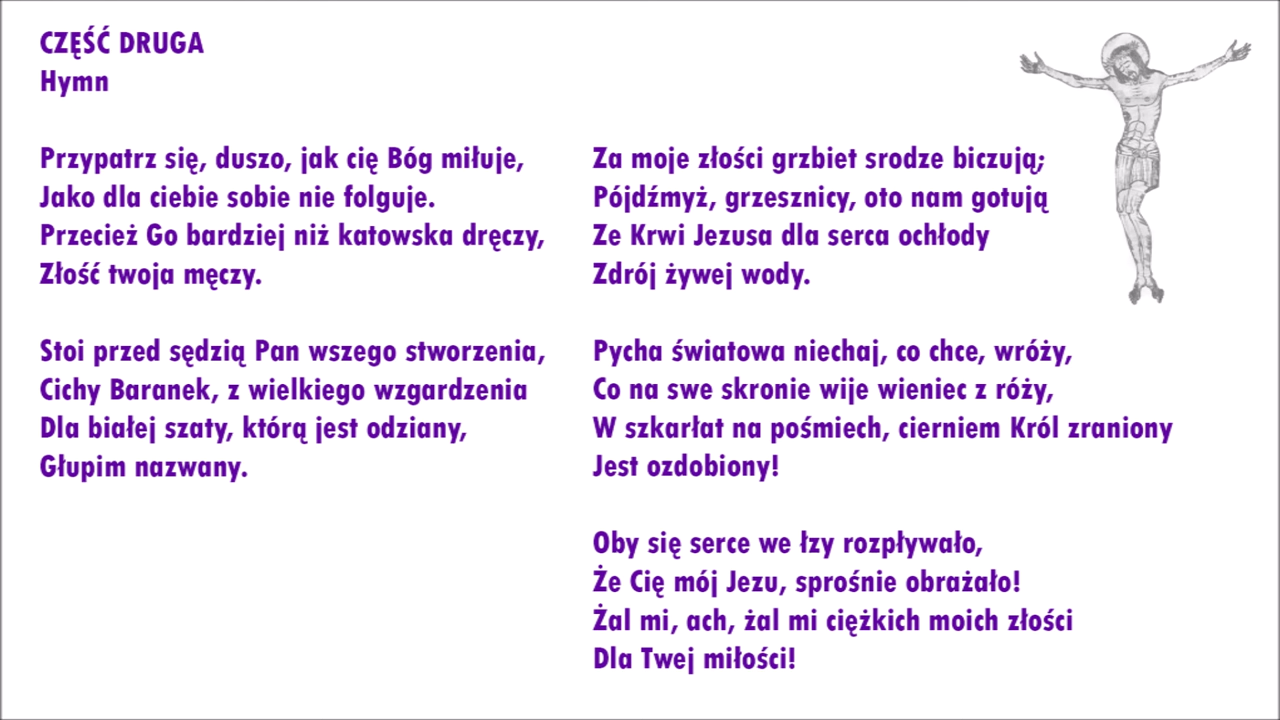 CZĘŚĆ DRUGA
Hymn
Przypatrz się, duszo, jak cię Bóg miłuje,
Jako dla ciebie sobie nie folguje.
Przecież Go bardziej niż katowska dręczy,
Złość twoja męczy.
Stoi przed sędzią Pan wszego stworzenia,
Cichy Baranek, z wielkiego wzgardzenia
Dla białej szaty, którą jest odziany,
Głupim nazwany.
Za moje złości grzbiet srodze biczują;
Pójdźmyż, grzesznicy, oto nam gotują
Ze Krwi Jezusa dla serca ochłody
Zdrój żywej wody.
Pycha światowa niechaj, co chce, wróży,
Co na swe skronie wije wieniec z róży,
W szkarłat na pośmiech, cierniem Król zraniony
Jest ozdobiony!
Oby się serce we łzy rozpływało,
Że Cię mój Jezu, sprośnie obrażało!
Żal mi, ach, żal mi ciężkich moich złości
Dla Twej miłości!